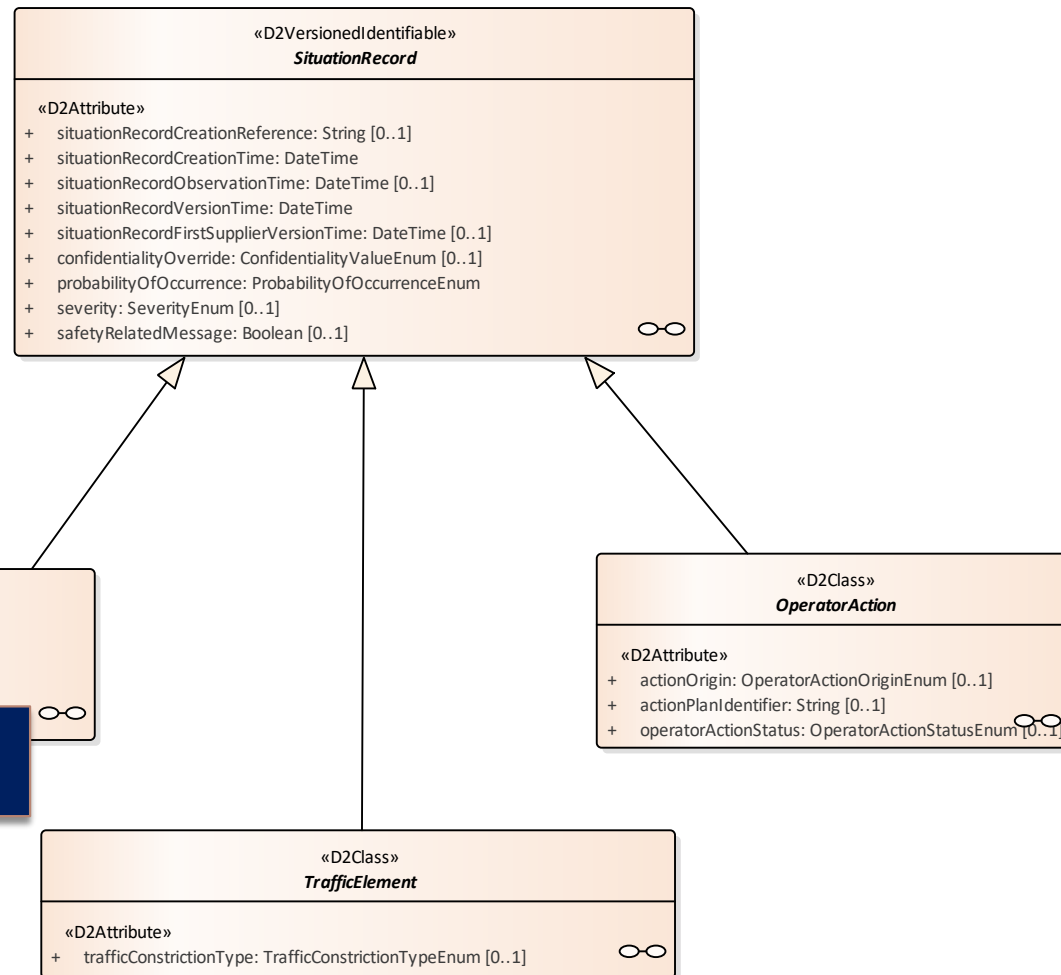 «D2VersionedIdentifiable»
SituationRecord
«D2Attribute»
+ situationRecordCreationReference: String [0..1]
+ situationRecordCreationTime: DateTime
+ situationRecordObservationTime: DateTime [0..1]
+ situationRecordVersionTime: DateTime
+ situationRecordFirstSupplierVersionTime: DateTime [0..1]
+ confidentialityOverride: ConfidentialityValueEnum [0..1]
+ probabilityOfOccurrence: ProbabilityOfOccurrenceEnum
+ severity: SeverityEnum [0..1]
+ safetyRelatedMessage: Boolean [0..1]
«D2Class»
OperatorAction
«D2Attribute»
+ actionOrigin: OperatorActionOriginEnum [0..1]
+ actionPlanIdentifier: String [0..1]
+ operatorActionStatus: OperatorActionStatusEnum [0..1]
«D2Class»
TrafficElement
«D2Attribute»
+ trafficConstrictionType: TrafficConstrictionTypeEnum [0..1]